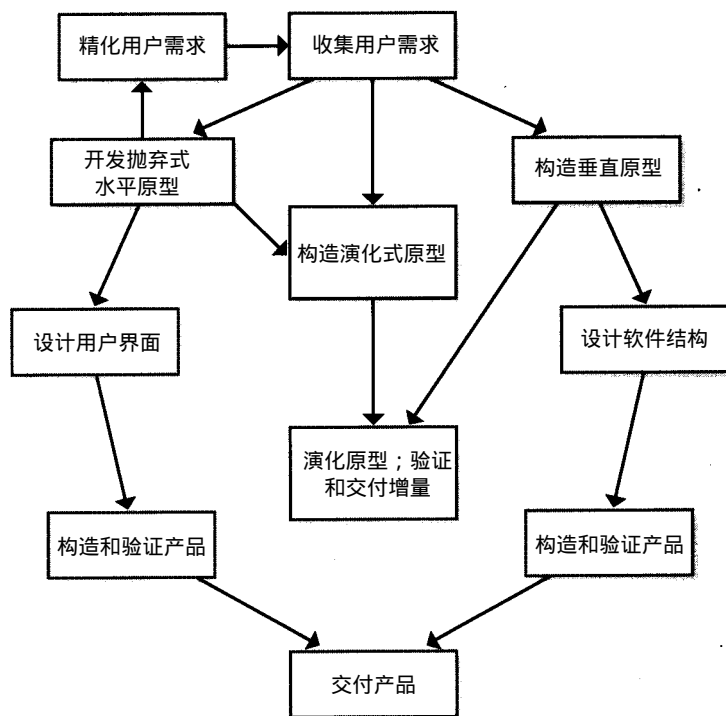 精化用户需求
收集用户需求
开发抛弃式
水平原型
构造垂直原型
构造演化式原型
设计用户界面
设计软件结构
演化原型；验证
和交付增量
构造和验证产品
构造和验证产品
交付产品